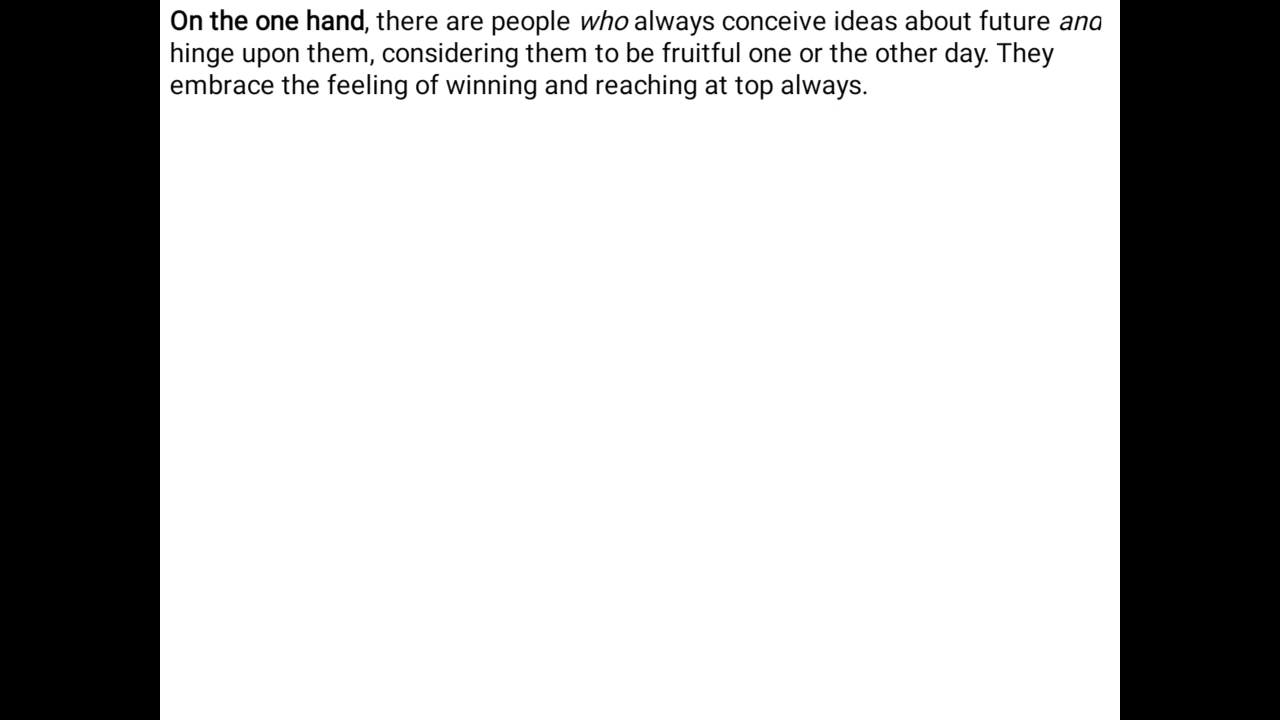 On the one hand, there are people who always conceive ideas about future and
hinge upon them, considering them to be fruitful one or the other day. They
embrace the feeling of winning and reaching at top always.